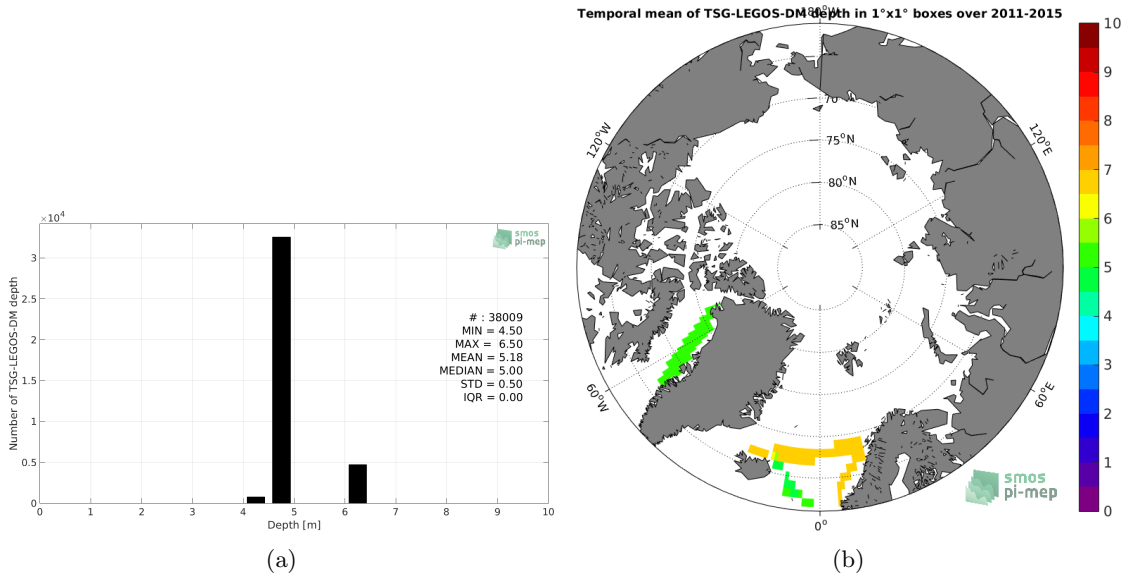 ×10⁴
3
2.5
2
1.5
1
0.5
0
Number of TSG-LEGOS-DM depth
smos
pi-mep
# : 38009
MIN = 4.50
MAX = 6.50
MEAN = 5.18
MEDIAN = 5.00
STD = 0.50
IQR = 0.00
0 1 2 3 4 5 6 7 8 9 10
Depth [m]
(a)
Temporal mean of TSG-LEGOS-DM depth in 1°x1° boxes over 2011-2015
180°W
120°W
120°E
70
75°N
80°N
85°N
60°W
60°E
0°
smos
pi-mep
10
9
8
7
6
5
4
3
2
1
0
(b)